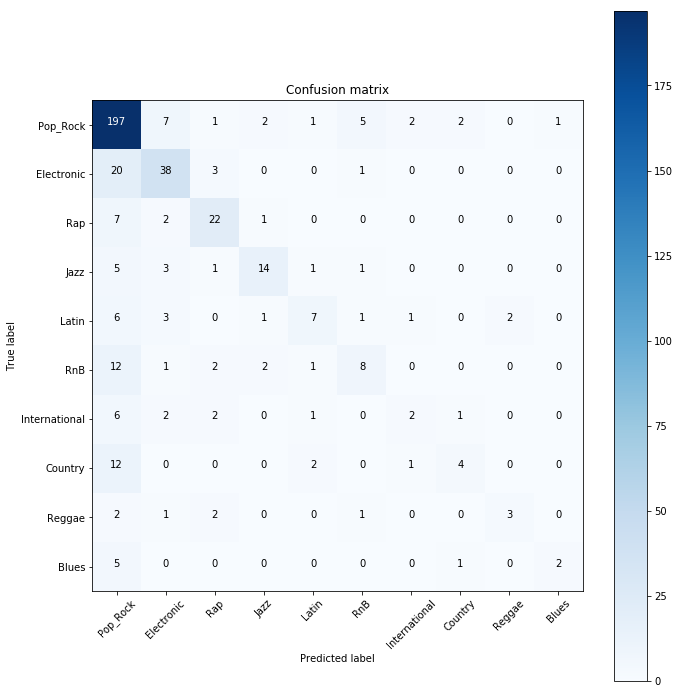 Confusion matrix
True label
Pop_Rock 197 7 1 2 1 5 2 2 0 1
Electronic 20 38 3 0 0 1 0 0 0 0
Rap 7 2 22 1 0 0 0 0 0 0
Jazz 5 3 1 14 1 1 0 0 0 0
Latin 6 3 0 1 7 1 1 0 2 0
RnB 12 1 2 2 1 8 0 0 0 0
International 6 2 2 0 1 0 2 1 0 0
Country 12 0 0 0 2 0 1 4 0 0
Reggae 2 1 2 0 0 1 0 0 3 0
Blues 5 0 0 0 0 0 0 1 0 2
Pop_Rock Electronic Rap Jazz Latin RnB International Country Reggae Blues
Predicted label
175
150
125
100
75
50
25
0